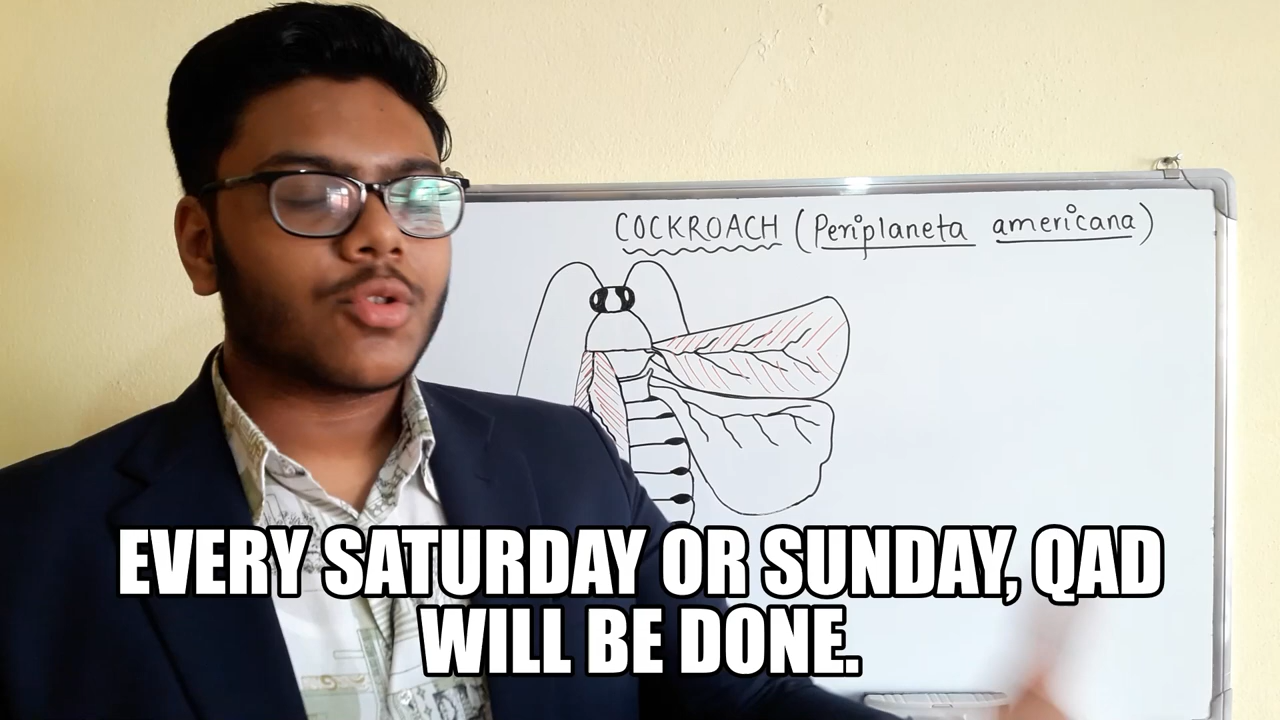 COCKROACH (Periplaneta americana)
EVERY SATURDAY OR SUNDAY, QAD
WILL BE DONE.